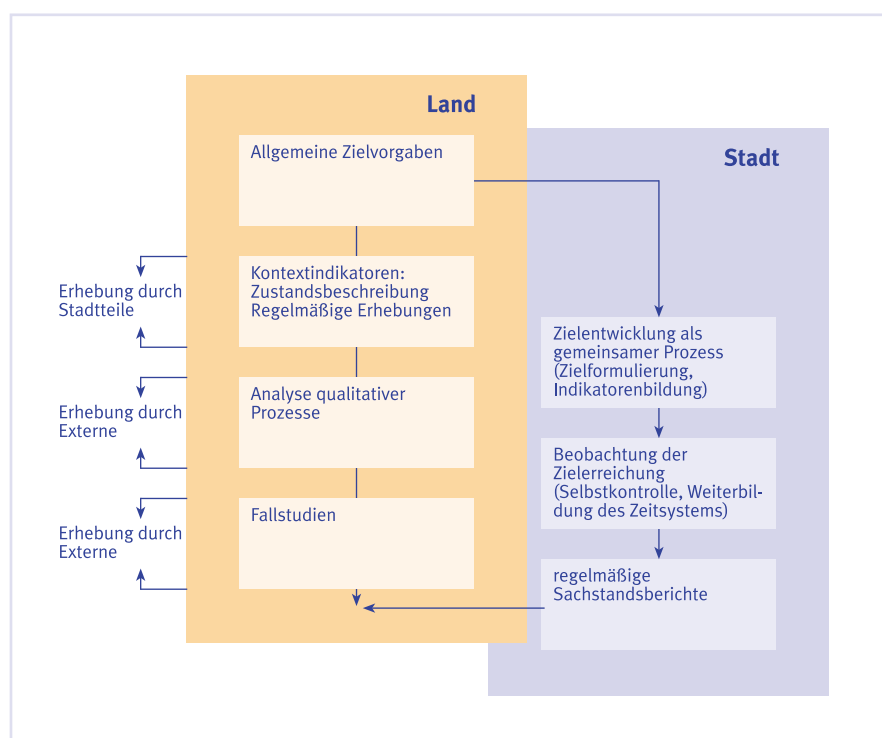 Land
Allgemeine Zielvorgaben
Kontextindikatoren:
Zustandsbeschreibung
Regelmäßige Erhebungen
Analyse qualitativer
Prozesse
Fallstudien
Erhebung durch
Stadtteile
Erhebung durch
Externe
Erhebung durch
Externe
Stadt
Zielentwicklung als
gemeinsamer Prozess
(Zielformulierung,
Indikatorenbildung)
Beobachtung der
Zielerreichung
(Selbstkontrolle, Weiterbil-
dung des Zeitsystems)
regelmäßige
Sachstandsberichte